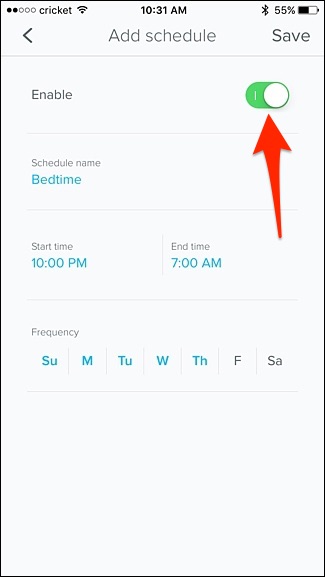 cricket 10:31 AM 55%
Add schedule Save
Enable
Schedule name
Bedtime
Start time End time
10:00 PM 7:00 AM
Frequency
Su M Tu W Th F Sa